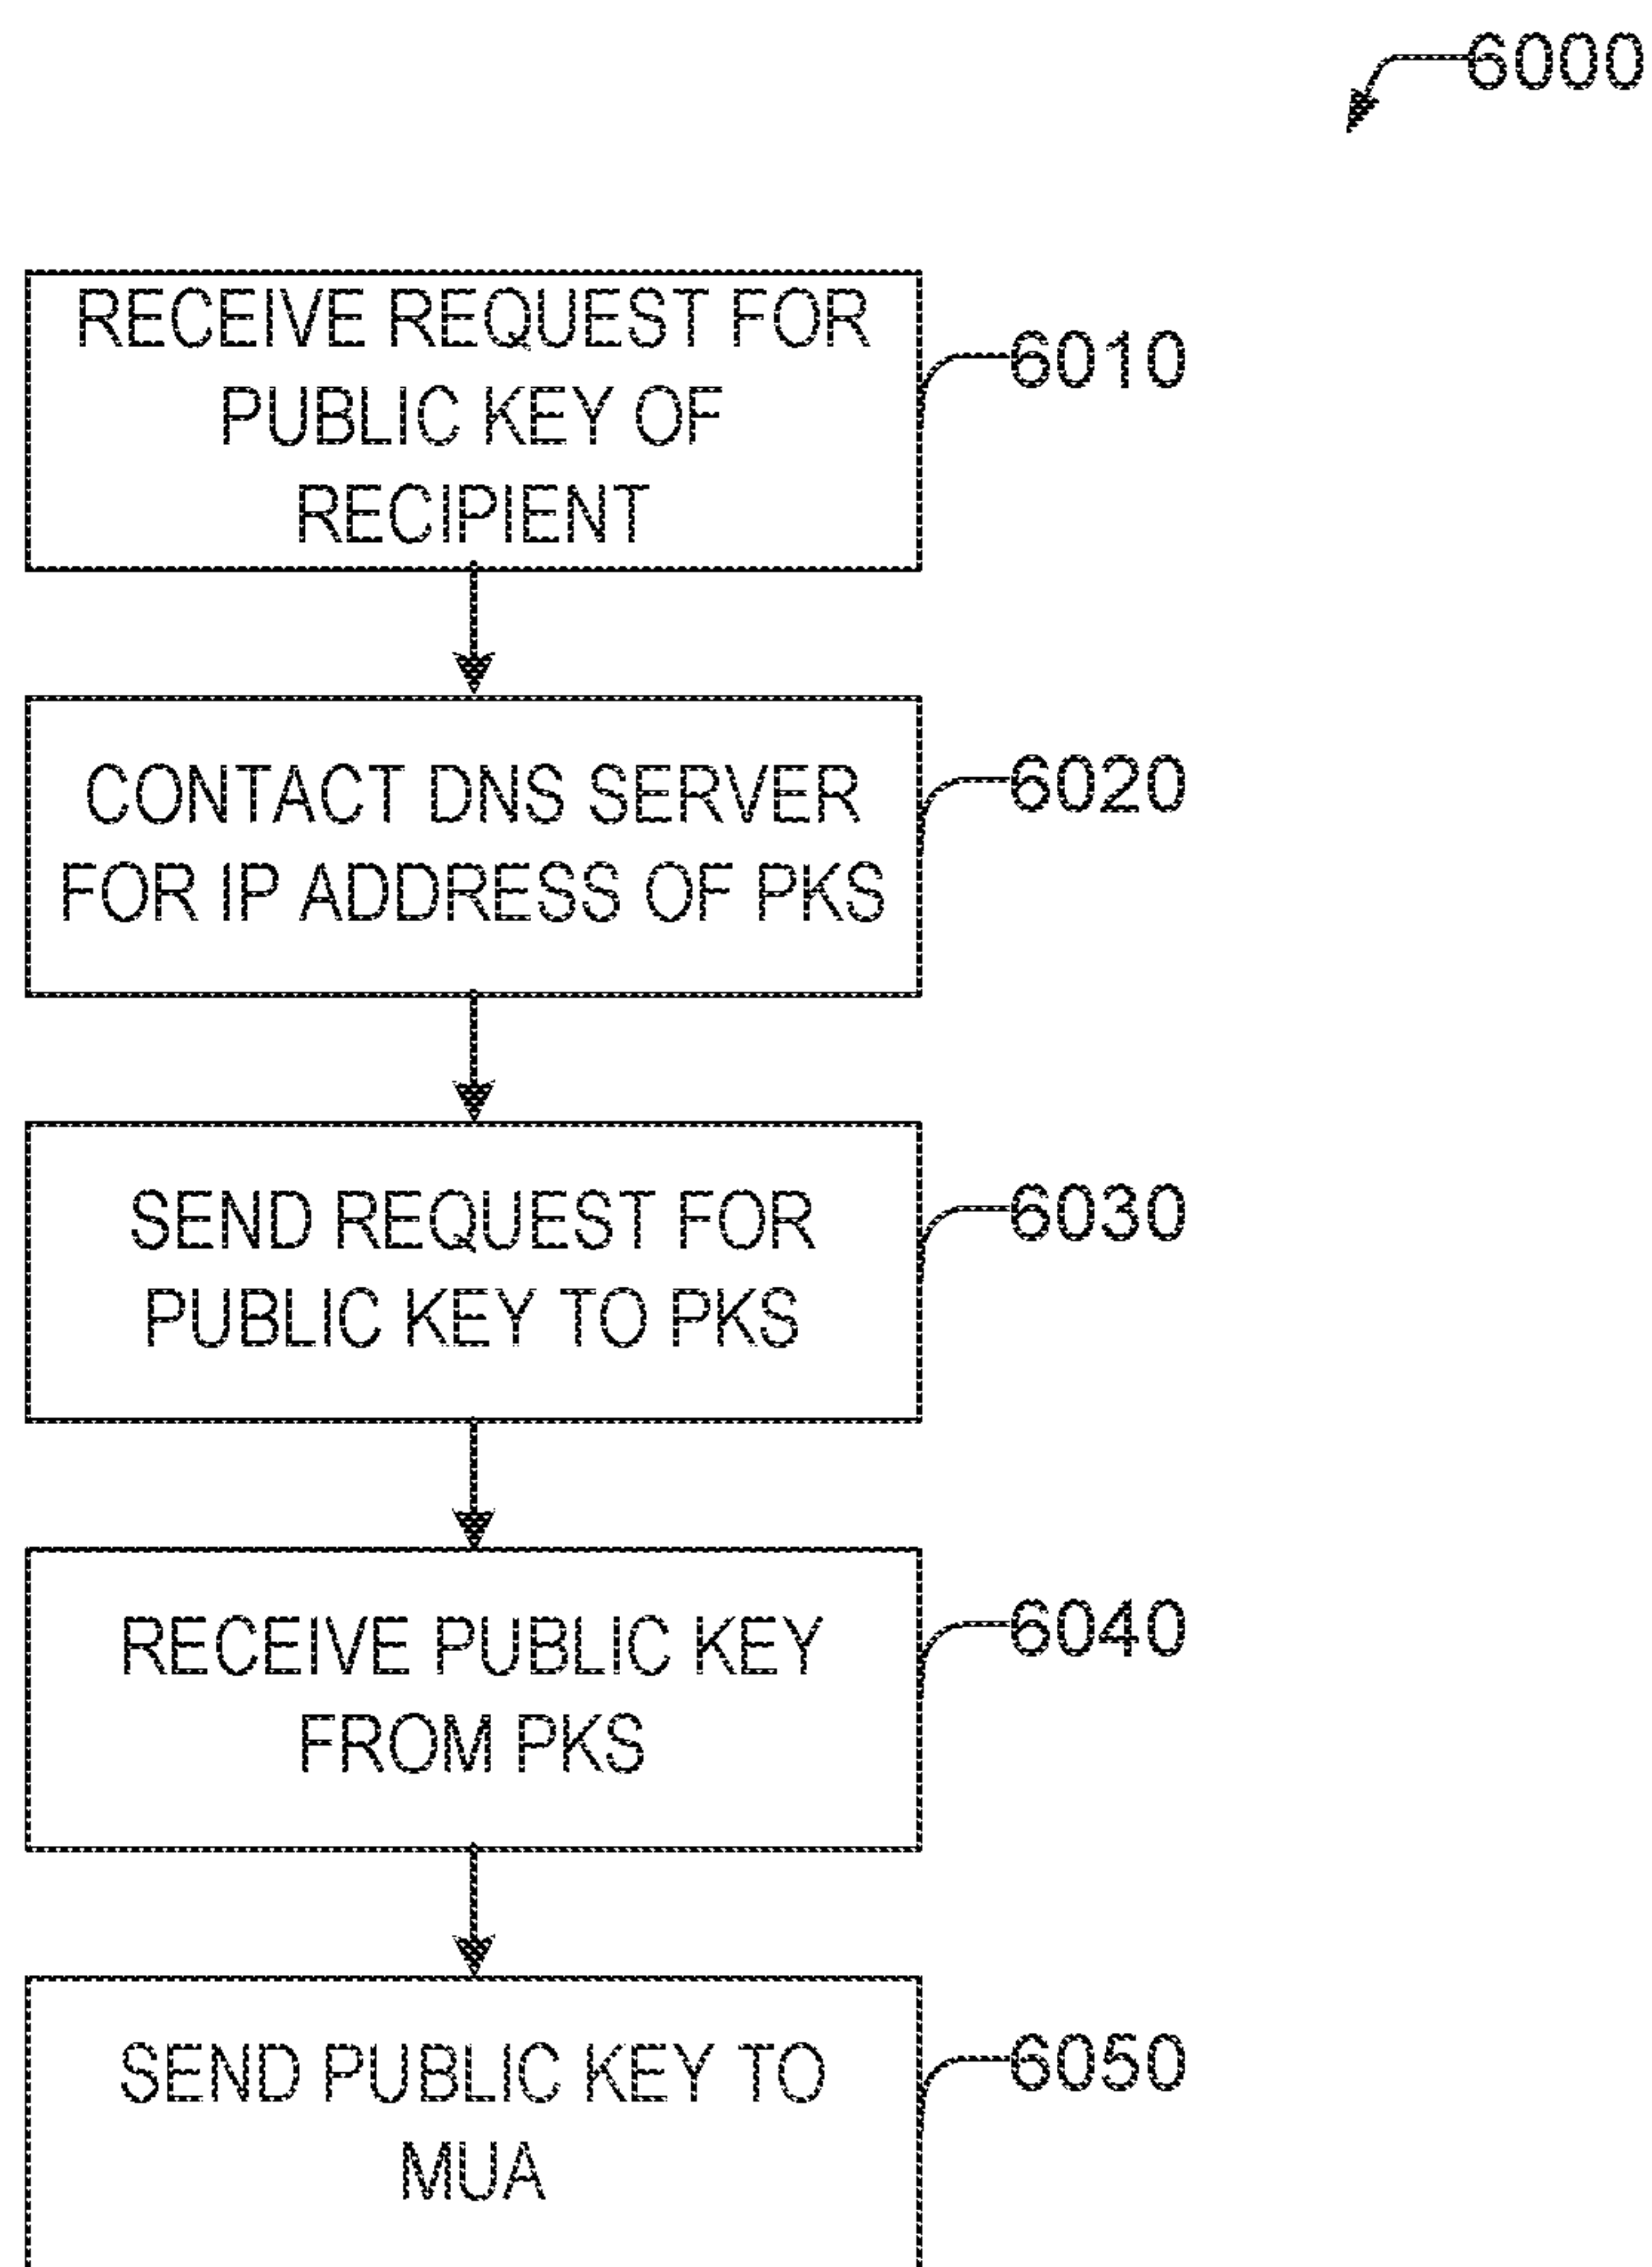 6000
RECEIVE REQUEST FOR
PUBLIC KEY OF
RECIPIENT
6010
CONTACT DNS SERVER
FOR IP ADDRESS OF PKS
6020
SEND REQUEST FOR
PUBLIC KEY TO PKS
6030
RECEIVE PUBLIC KEY
FROM PKS
6040
SEND PUBLIC KEY TO
MUA
6050